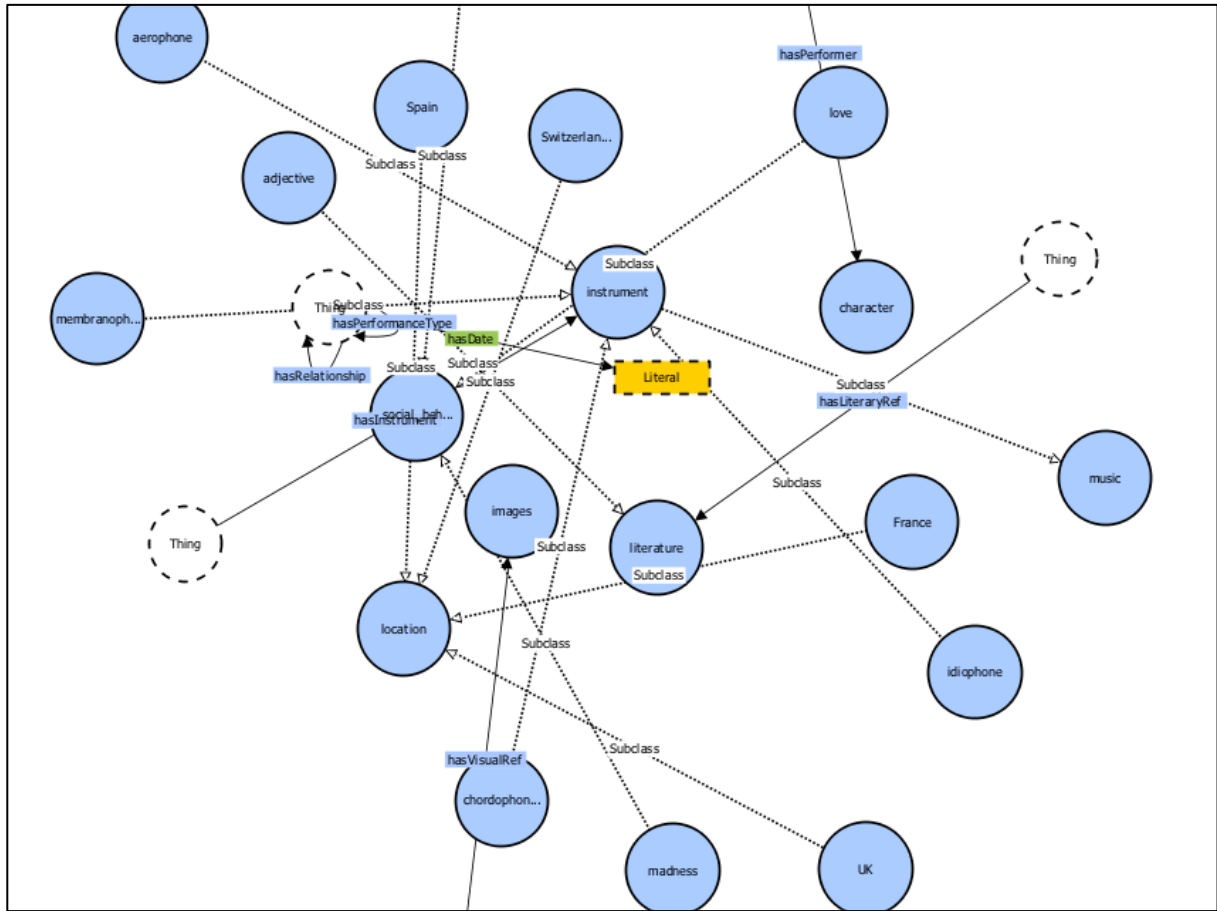 aerophone
hasPerformer
Spain
love
Switzerlan...
Subclass
Subclass
adjective
Thing
Subclass
instrument
Thing
Subclass
character
membranoph...
hasPerformanceType
hasDate
Subclass
Subclass
hasRelationship
Subclass
Literal
Subclass
hasLiteraryRef
social_beh...
hasInstrument
music
Subclass
images
France
Thing
Subclass
literature
Subclass
location
Subclass
idiophone
Subclass
hasVisualRef
chordophon...
madness
UK